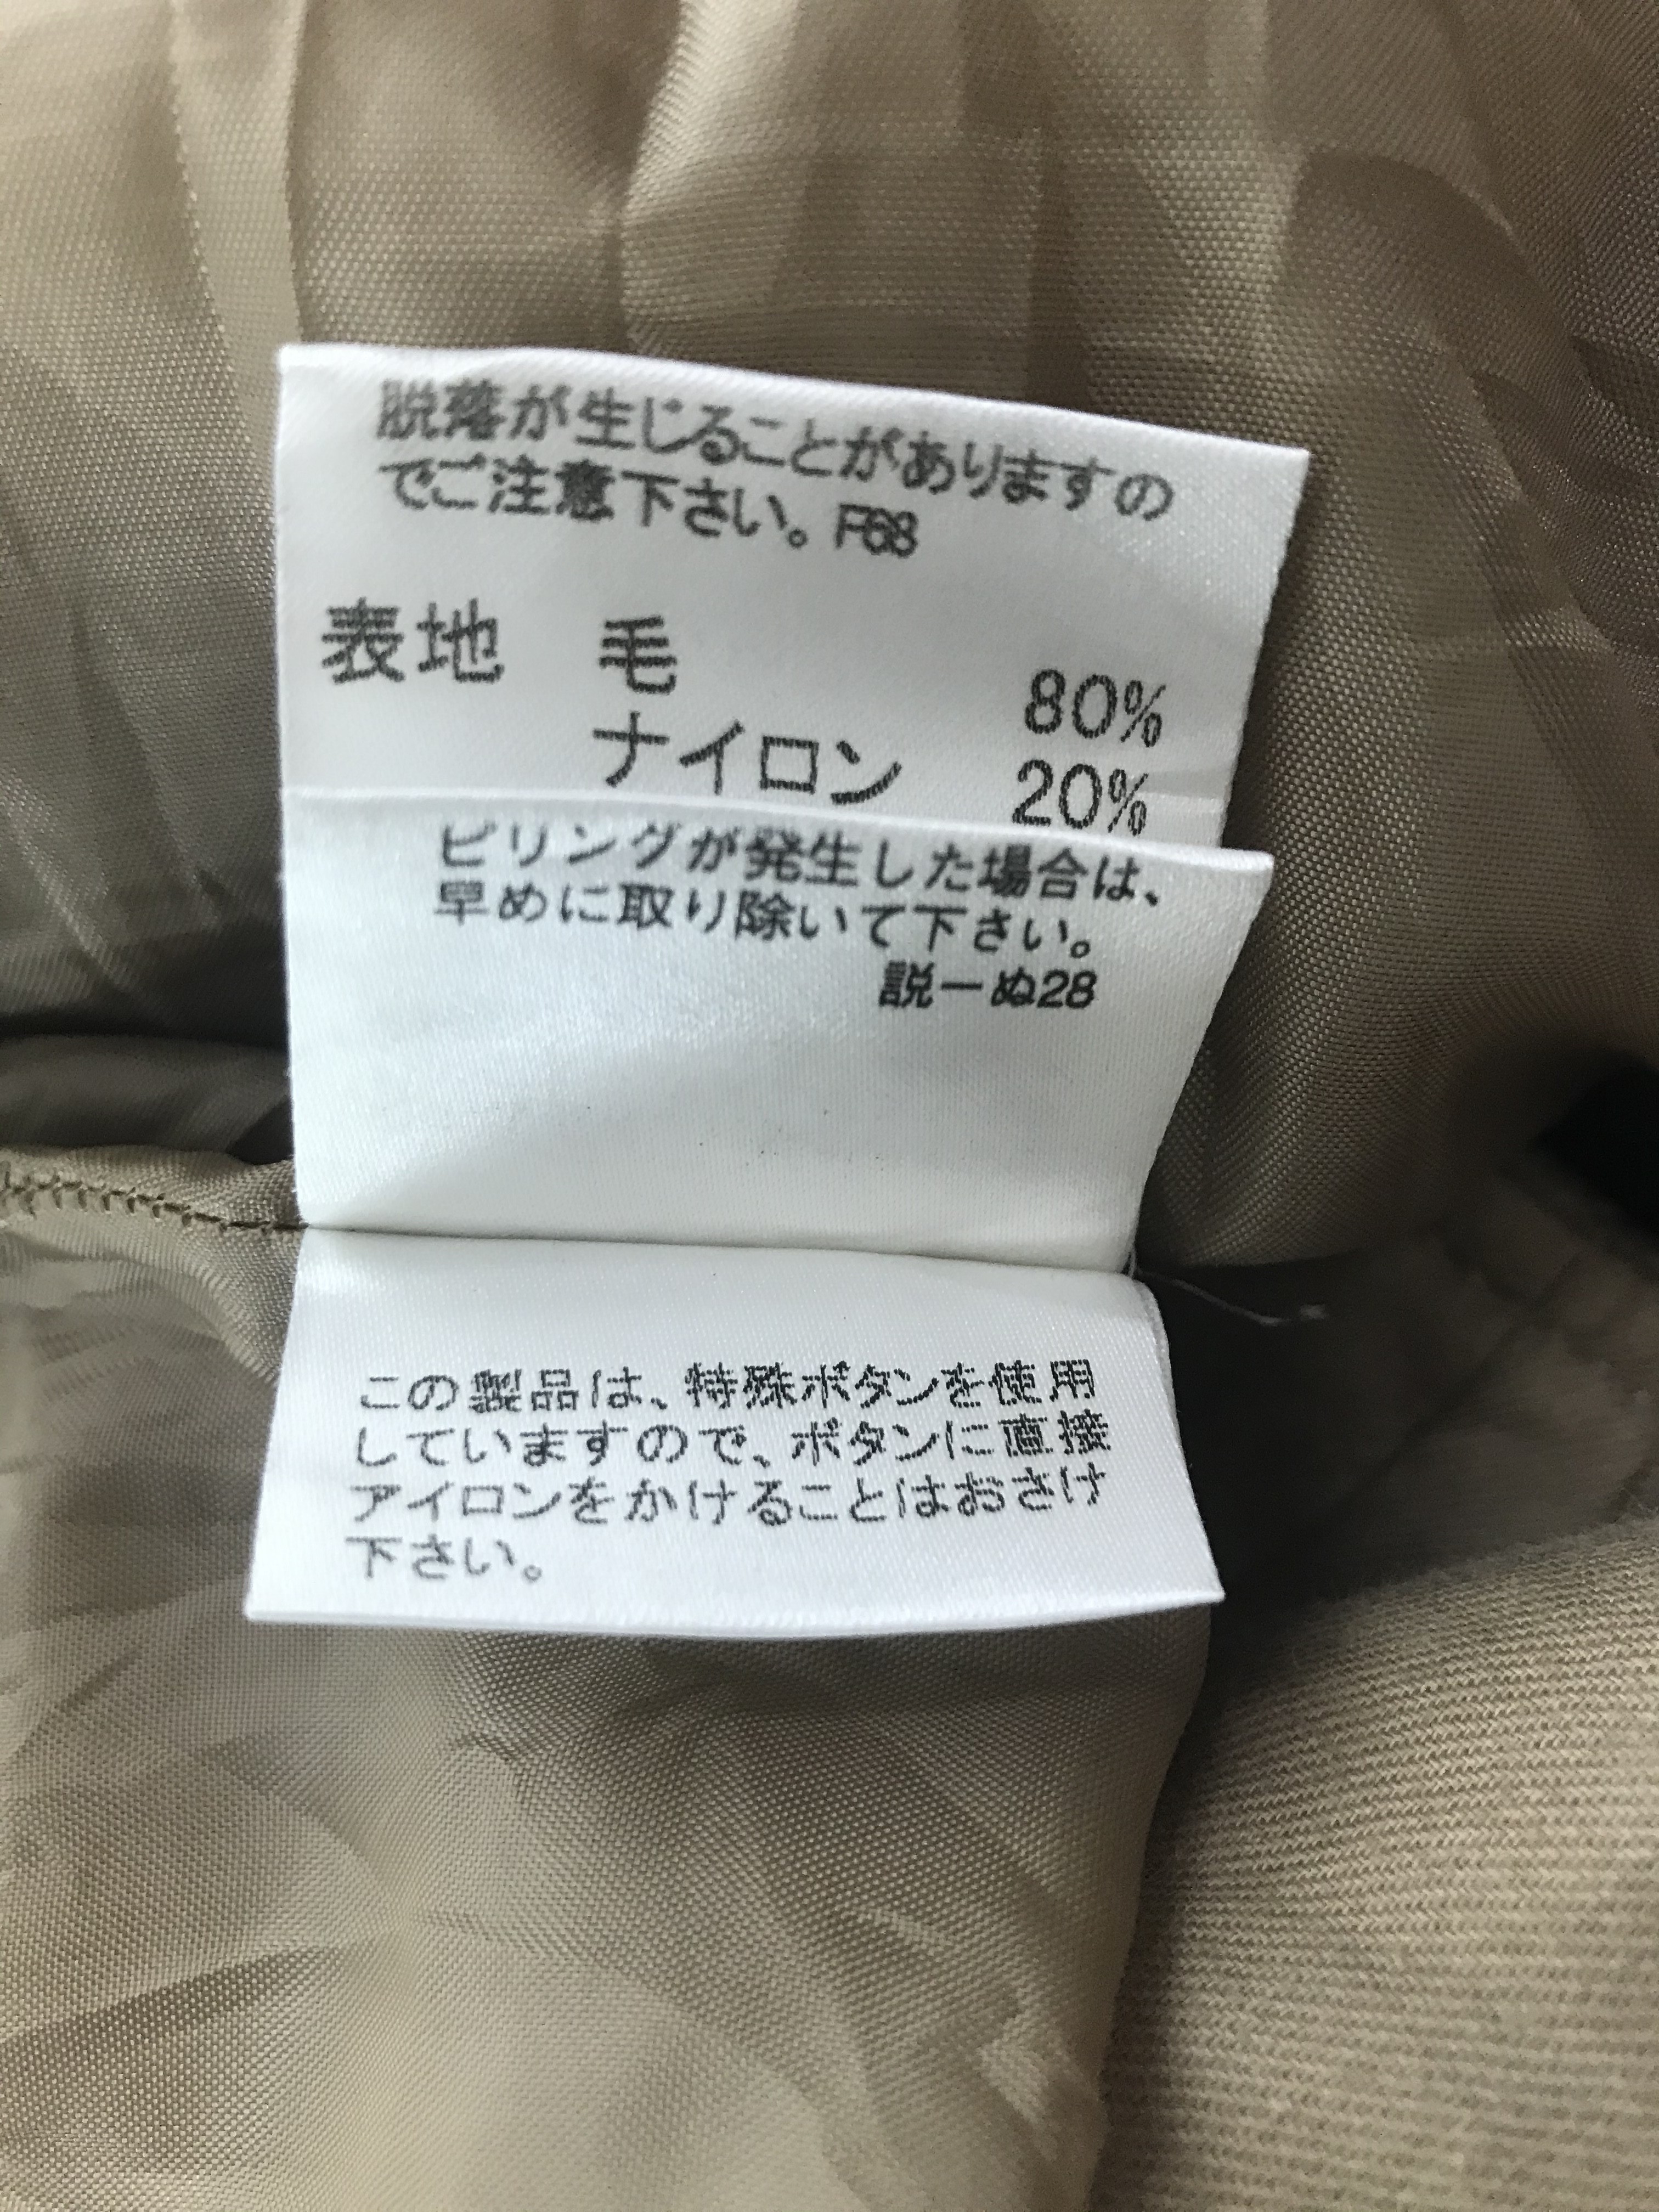 脱落が生じることがありますの
でご注意下さい。F68
表地 毛 80%
ナイロン 20%
ピリングが発生した場合は、
早めに取り除いて下さい。
説ーぬ28
この製品は、特殊ボタンを使用
していますので、ボタンに直接
アイロンをかけることはおさけ
下さい。